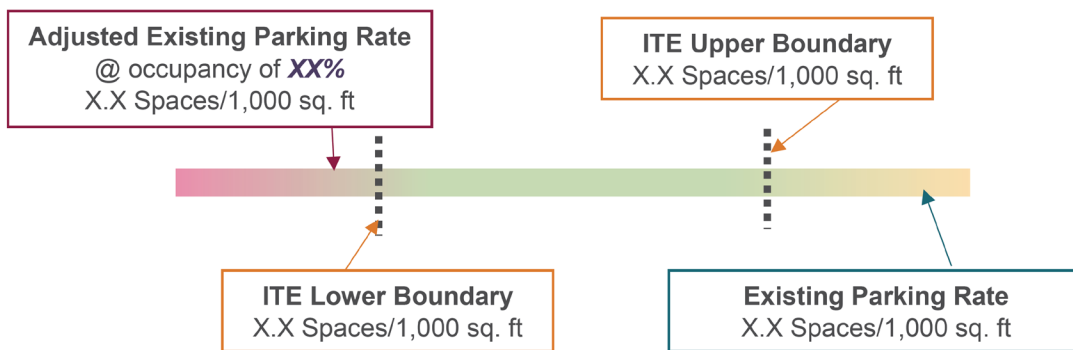 Adjusted Existing Parking Rate
@ occupancy of XX%
X.X Spaces/1,000 sq. ft
ITE Upper Boundary
X.X Spaces/1,000 sq. ft
ITE Lower Boundary
X.X Spaces/1,000 sq. ft
Existing Parking Rate
X.X Spaces/1,000 sq. ft